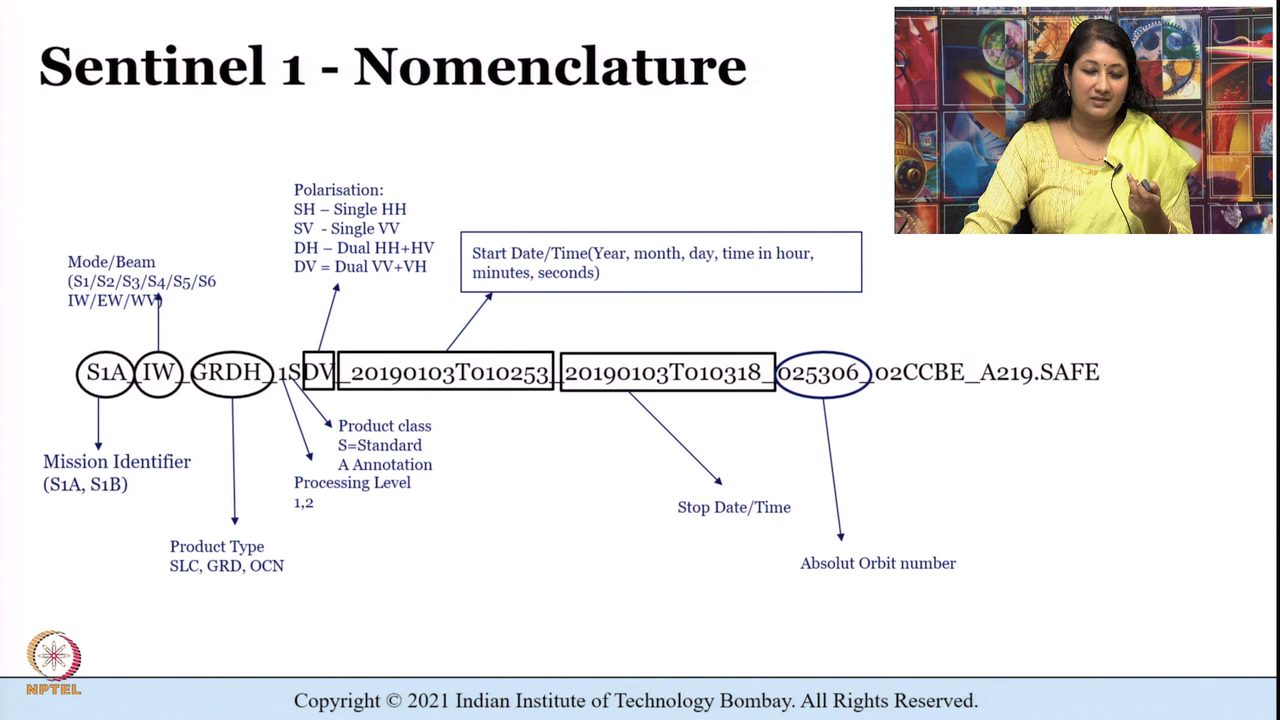 Sentinel 1 - Nomenclature
Polarisation:
SH – Single HH
SV - Single VV
DH – Dual HH+HV
DV = Dual VV+VH
Mode/Beam
(S1/S2/S3/S4/S5/S6
IW/EW/WV)
Start Date/Time(Year, month, day, time in hour,
minutes, seconds)
S1A_IW_GRDH_1SDV_20190103T010253_20190103T010318_025306_02CCBE_A219.SAFE
Product class
S=Standard
A Annotation
Mission Identifier
(S1A, S1B)
Processing Level
1,2
Stop Date/Time
Product Type
SLC, GRD, OCN
Absolut Orbit number
NPTEL
Copyright © 2021 Indian Institute of Technology Bombay. All Rights Reserved.